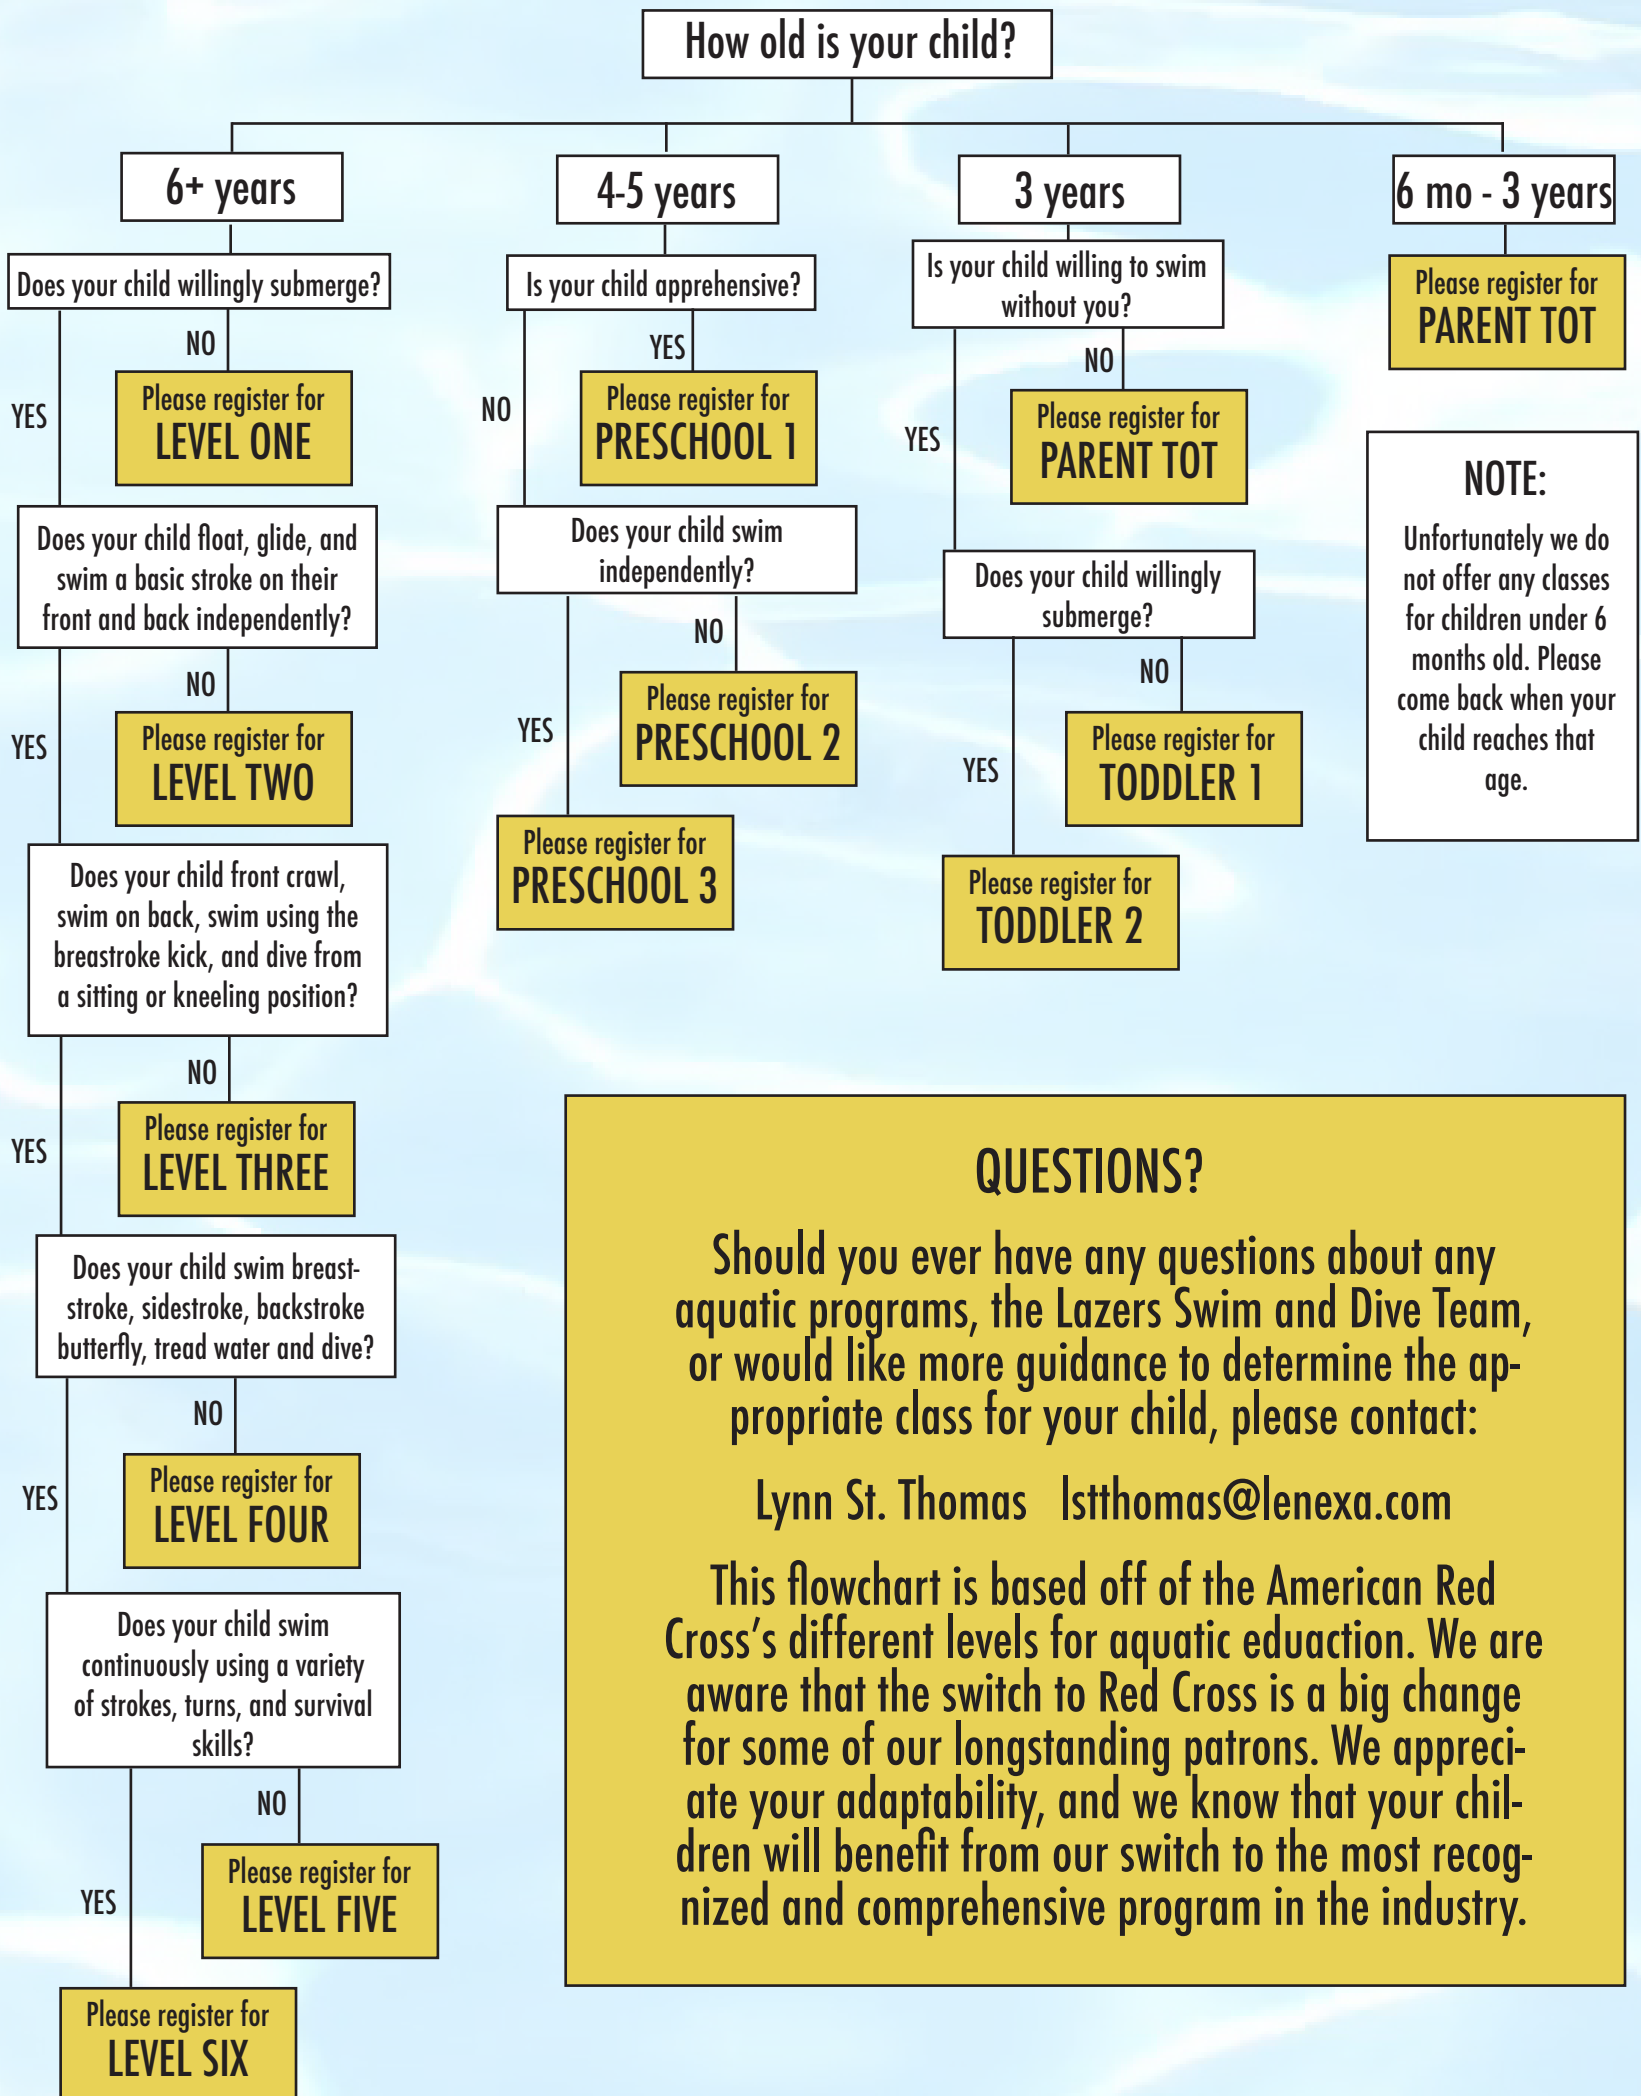 How old is your child?
6+ years
Does your child willingly submerge?
NO
YES
Please register for
LEVEL ONE
Does your child float, glide, and
swim a basic stroke on their
front and back independently?
NO
YES
Please register for
LEVEL TWO
Does your child front crawl,
swim on back, swim using the
breastroke kick, and dive from
a sitting or kneeling position?
NO
YES
Please register for
LEVEL THREE
Does your child swim breast-
stroke, sidestroke, backstroke
butterfly, tread water and dive?
NO
YES
Please register for
LEVEL FOUR
Does your child swim
continuously using a variety
of strokes, turns, and survival
skills?
NO
YES
Please register for
LEVEL FIVE
Please register for
LEVEL SIX
4-5 years
Is your child apprehensive?
YES
NO
Please register for
PRESCHOOL 1
Does your child swim
independently?
NO
YES
Please register for
PRESCHOOL 2
Please register for
PRESCHOOL 3
3 years
Is your child willing to swim
without you?
NO
YES
Please register for
PARENT TOT
Does your child willingly
submerge?
NO
YES
Please register for
TODDLER 1
Please register for
TODDLER 2
6 mo - 3 years
Please register for
PARENT TOT
NOTE:
Unfortunately we do
not offer any classes
for children under 6
months old. Please
come back when your
child reaches that
age.
QUESTIONS?
Should you ever have any questions about any
aquatic programs, the Lazers Swim and Dive Team,
or would like more guidance to determine the ap-
propriate class for your child, please contact:
Lynn St. Thomas lstthomas@lenexa.com
This flowchart is based off of the American Red
Cross's different levels for aquatic eduaction. We are
aware that the switch to Red Cross is a big change
for some of our longstanding patrons. We appreci-
ate your adaptability, and we know that your chil-
dren will benefit from our switch to the most recog-
nized and comprehensive program in the industry.